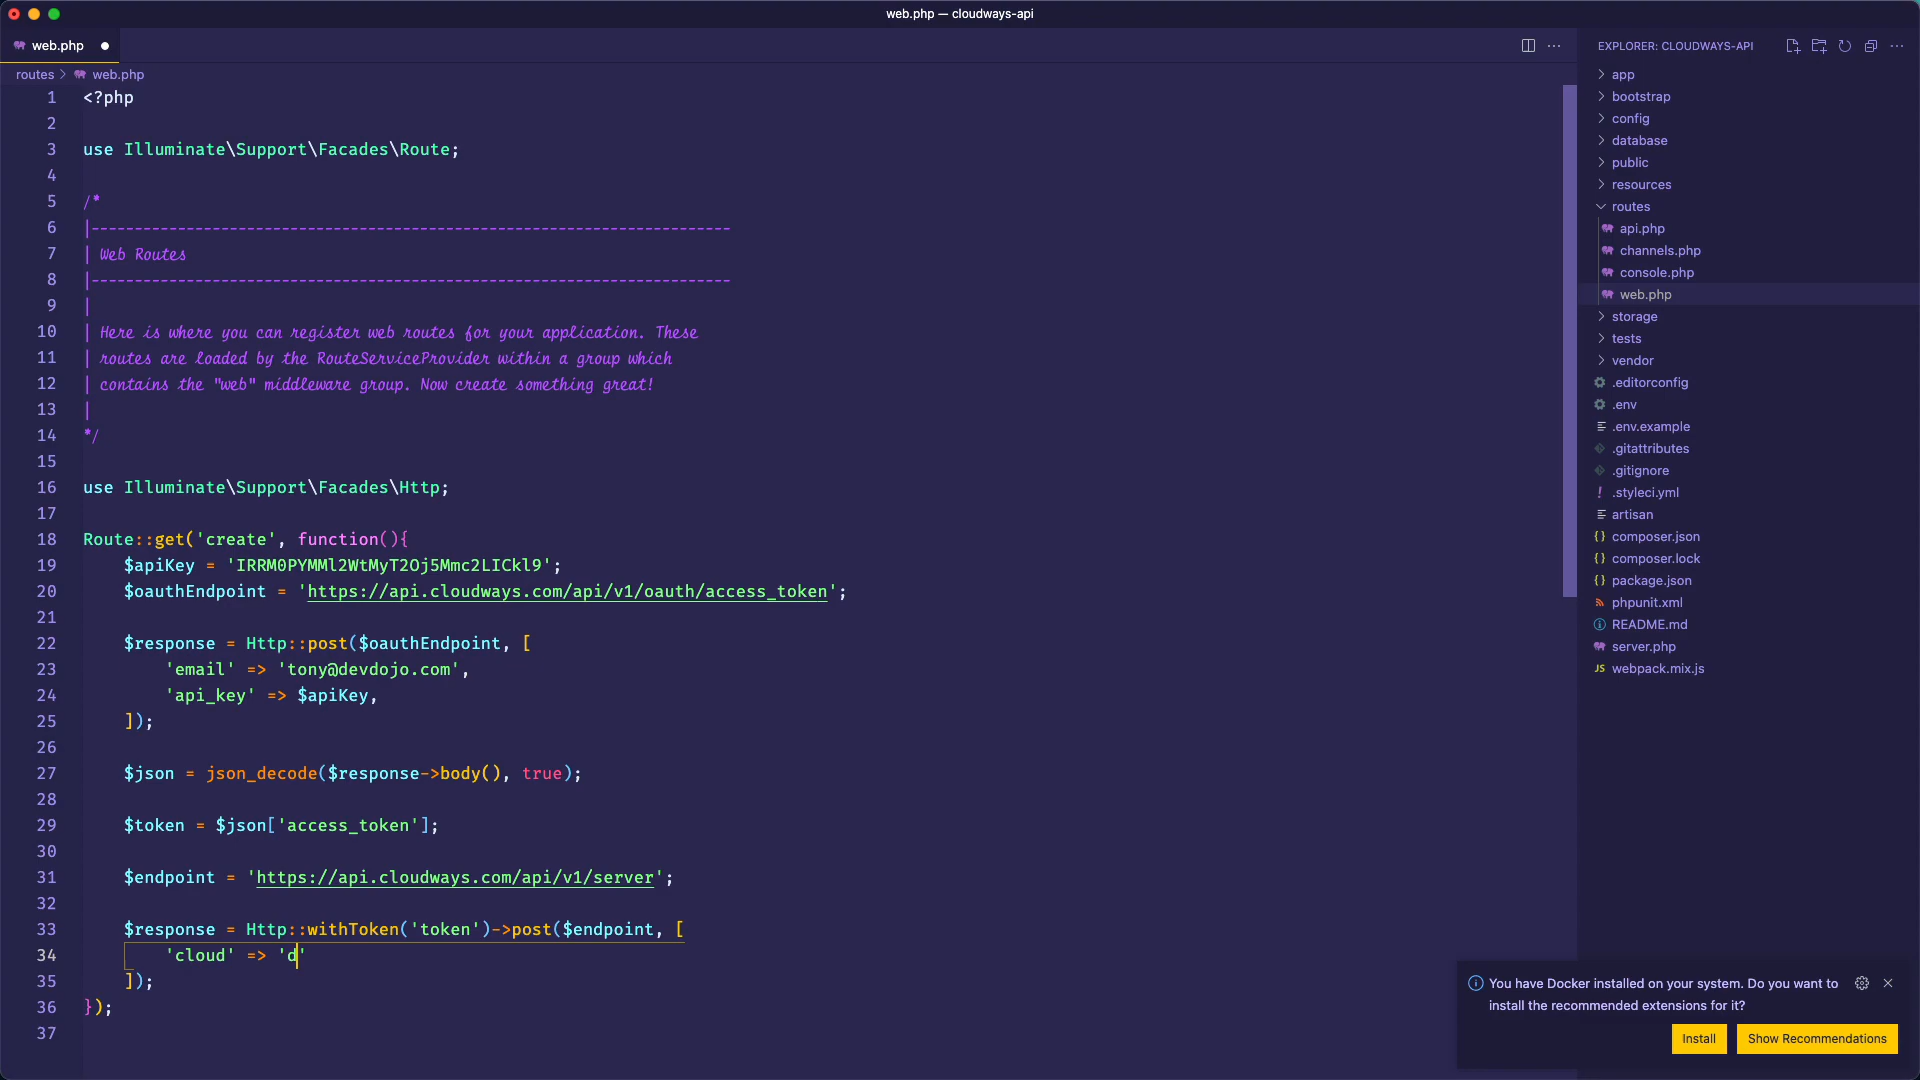 web.php — cloudways-api
web.php
routes > web.php
1 <?php
2
3 use Illuminate\Support\Facades\Route;
4
5 /*
6 |--------------------------------------------------------------------------
7 | Web Routes
8 |--------------------------------------------------------------------------
9 |
10 | Here is where you can register web routes for your application. These
11 | routes are loaded by the RouteServiceProvider within a group which
12 | contains the "web" middleware group. Now create something great!
13 |
14 */
15
16 use Illuminate\Support\Facades\Http;
17
18 Route::get('create', function(){
19 $apiKey = 'IRRM0PYMMl2WtMyT2Oj5Mmc2LICkl9';
20 $oauthEndpoint = 'https://api.cloudways.com/api/v1/oauth/access_token';
21
22 $response = Http::post($oauthEndpoint, [
23 'email' => 'tony@devdojo.com',
24 'api_key' => $apiKey,
25 ]);
26
27 $json = json_decode($response->body(), true);
28
29 $token = $json['access_token'];
30
31 $endpoint = 'https://api.cloudways.com/api/v1/server';
32
33 $response = Http::withToken('token')->post($endpoint, [
34 'cloud' => 'd'
35 ]);
36 });
37
EXPLORER: CLOUDWAYS-API
app
bootstrap
config
database
public
resources
routes
api.php
channels.php
console.php
web.php
storage
tests
vendor
.editorconfig
.env
.env.example
.gitattributes
.gitignore
! .styleci.yml
artisan
{} composer.json
{} composer.lock
{} package.json
phpunit.xml
README.md
server.php
JS webpack.mix.js
You have Docker installed on your system. Do you want to
install the recommended extensions for it?
Install
Show Recommendations